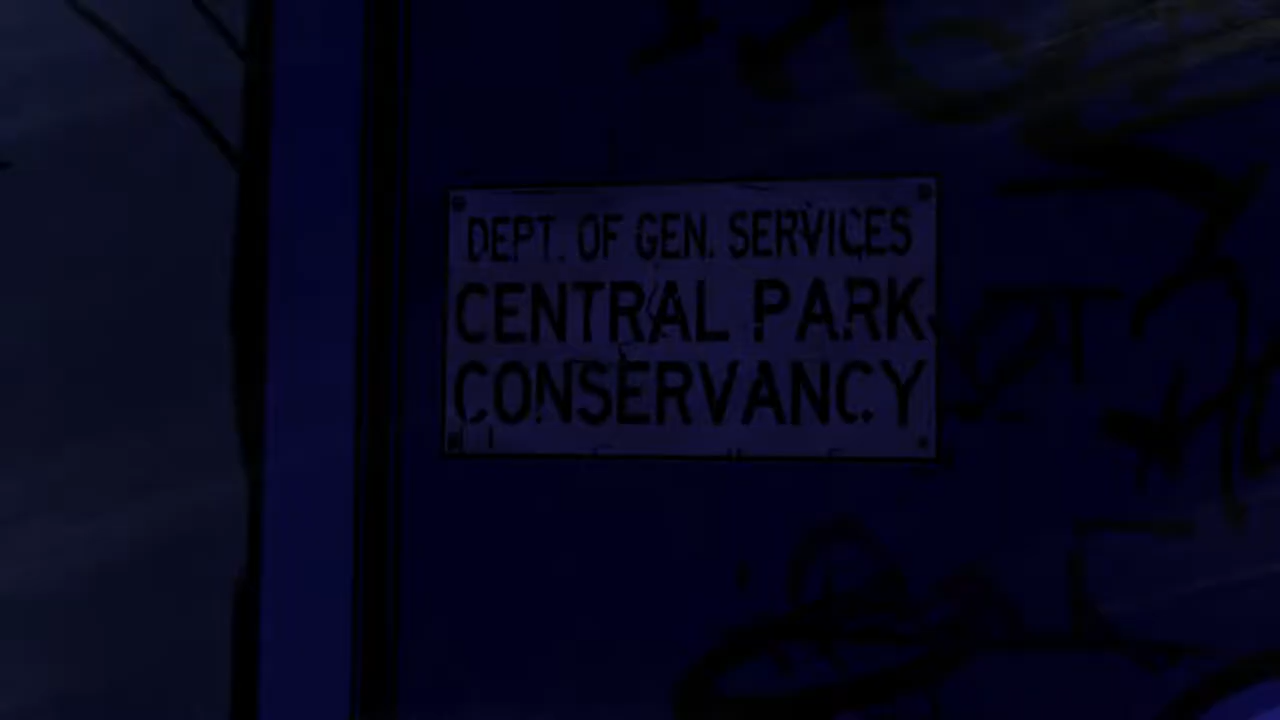 DEPT. OF GEN. SERVICES
CENTRAL PARK
CONSERVANCY